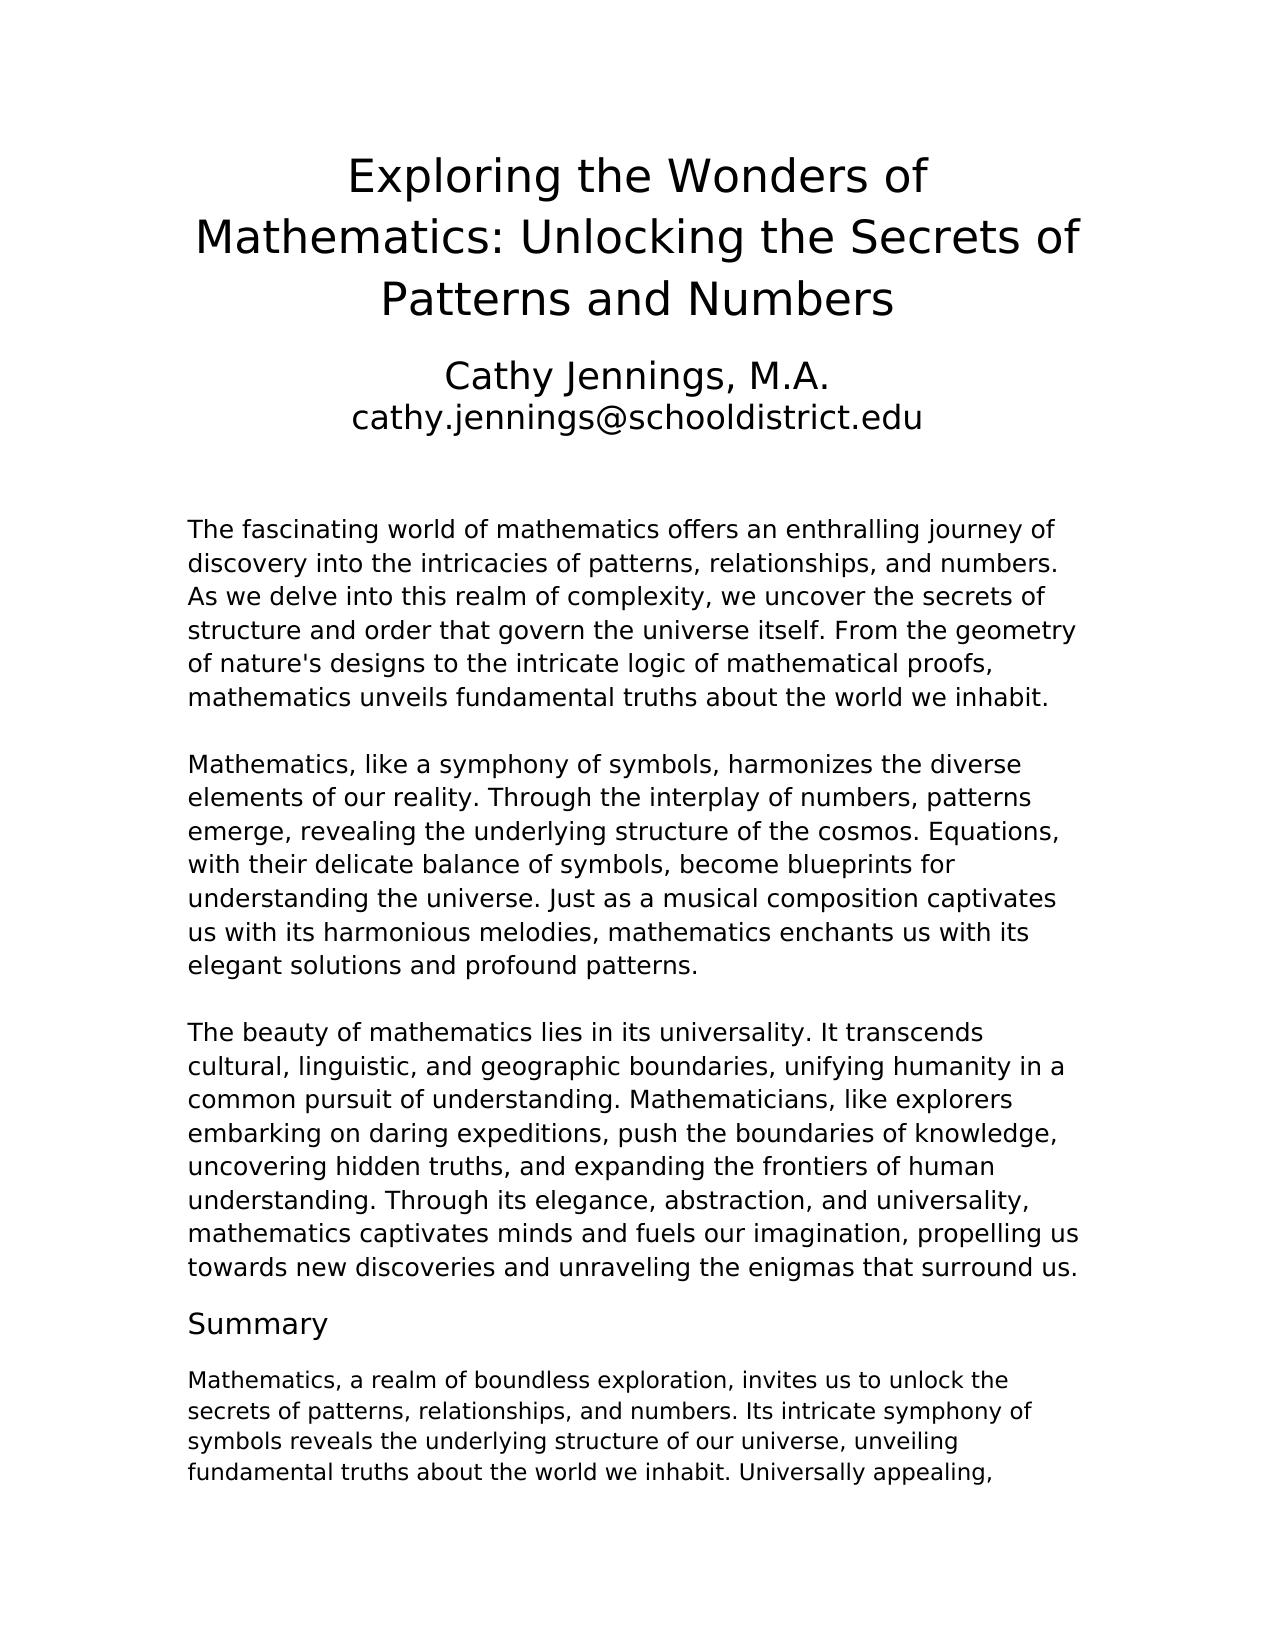 Exploring the Wonders of
Mathematics: Unlocking the Secrets of
Patterns and Numbers
Cathy Jennings, M.A.
cathy.jennings@schooldistrict.edu
The fascinating world of mathematics offers an enthralling journey of
discovery into the intricacies of patterns, relationships, and numbers.
As we delve into this realm of complexity, we uncover the secrets of
structure and order that govern the universe itself. From the geometry
of nature's designs to the intricate logic of mathematical proofs,
mathematics unveils fundamental truths about the world we inhabit.
Mathematics, like a symphony of symbols, harmonizes the diverse
elements of our reality. Through the interplay of numbers, patterns
emerge, revealing the underlying structure of the cosmos. Equations,
with their delicate balance of symbols, become blueprints for
understanding the universe. Just as a musical composition captivates
us with its harmonious melodies, mathematics enchants us with its
elegant solutions and profound patterns.
The beauty of mathematics lies in its universality. It transcends
cultural, linguistic, and geographic boundaries, unifying humanity in a
common pursuit of understanding. Mathematicians, like explorers
embarking on daring expeditions, push the boundaries of knowledge,
uncovering hidden truths, and expanding the frontiers of human
understanding. Through its elegance, abstraction, and universality,
mathematics captivates minds and fuels our imagination, propelling us
towards new discoveries and unraveling the enigmas that surround us.
Summary
Mathematics, a realm of boundless exploration, invites us to unlock the
secrets of patterns, relationships, and numbers. Its intricate symphony of
symbols reveals the underlying structure of our universe, unveiling
fundamental truths about the world we inhabit. Universally appealing,